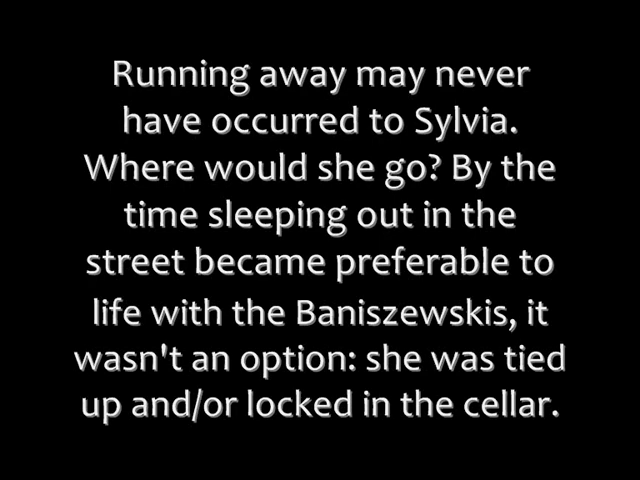 Running away may never
have occurred to Sylvia.
Where would she go? By the
time sleeping out in the
street became preferable to
life with the Baniszewskis, it
wasn't an option: she was tied
up and/or locked in the cellar.